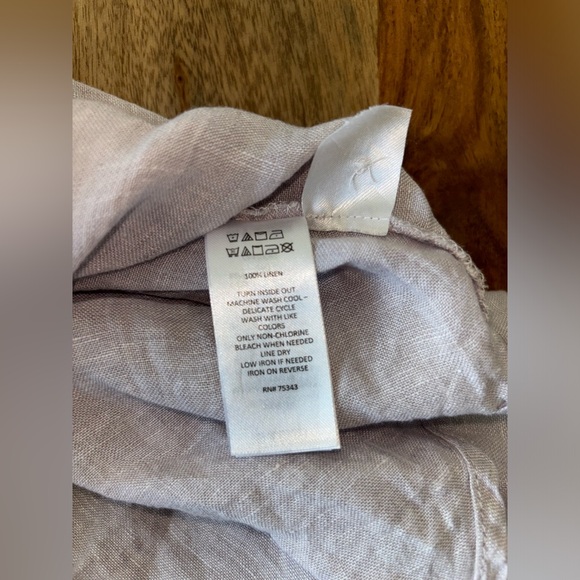 100% LINEN
TURN INSIDE OUT
MACHINE WASH COOL –
DELICATE CYCLE
WASH WITH LIKE
COLORS
ONLY NON-CHLORINE
BLEACH WHEN NEEDED
LINE DRY
LOW IRON IF NEEDED
IRON ON REVERSE
RN# 75343